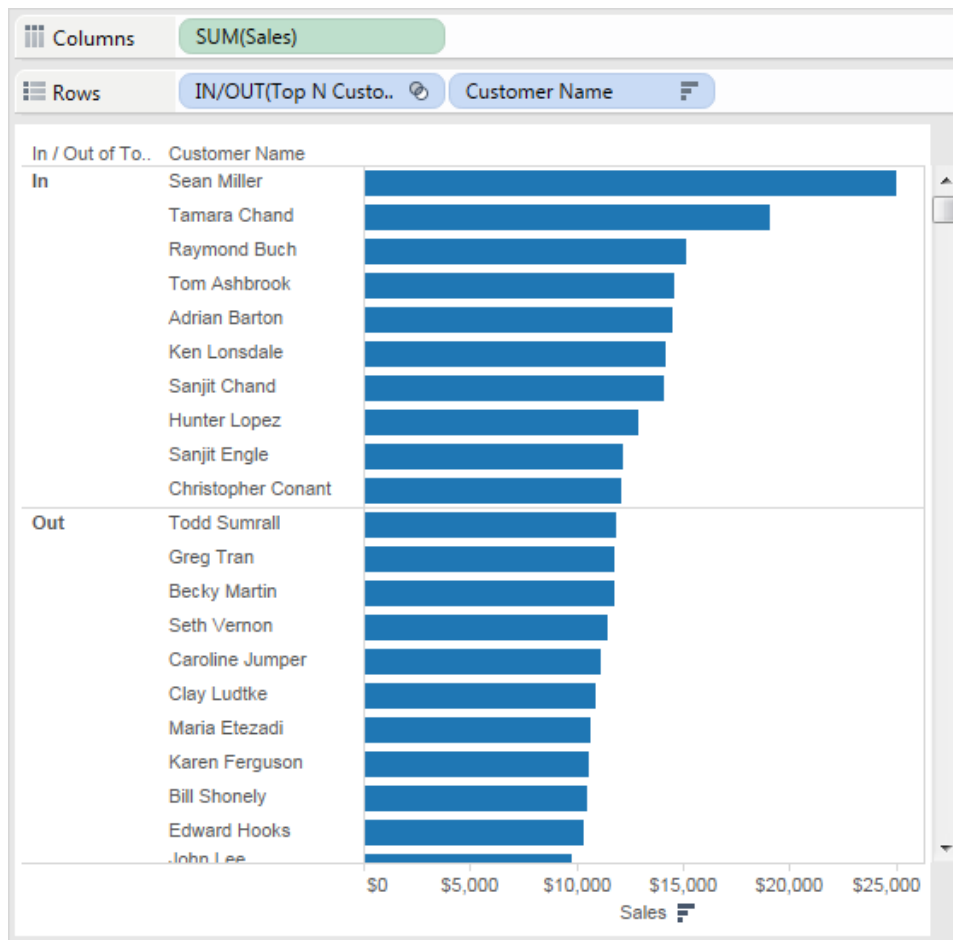 Columns SUM(Sales)
Rows IN/OUT(Top N Custo.. Customer Name
In / Out of To.. Customer Name
In Sean Miller
Tamara Chand
Raymond Buch
Tom Ashbrook
Adrian Barton
Ken Lonsdale
Sanjit Chand
Hunter Lopez
Sanjit Engle
Christopher Conant
Out Todd Sumrall
Greg Tran
Becky Martin
Seth Vernon
Caroline Jumper
Clay Ludtke
Maria Etezadi
Karen Ferguson
Bill Shonely
Edward Hooks
John Lee
$0 $5,000 $10,000 $15,000 $20,000 $25,000
Sales